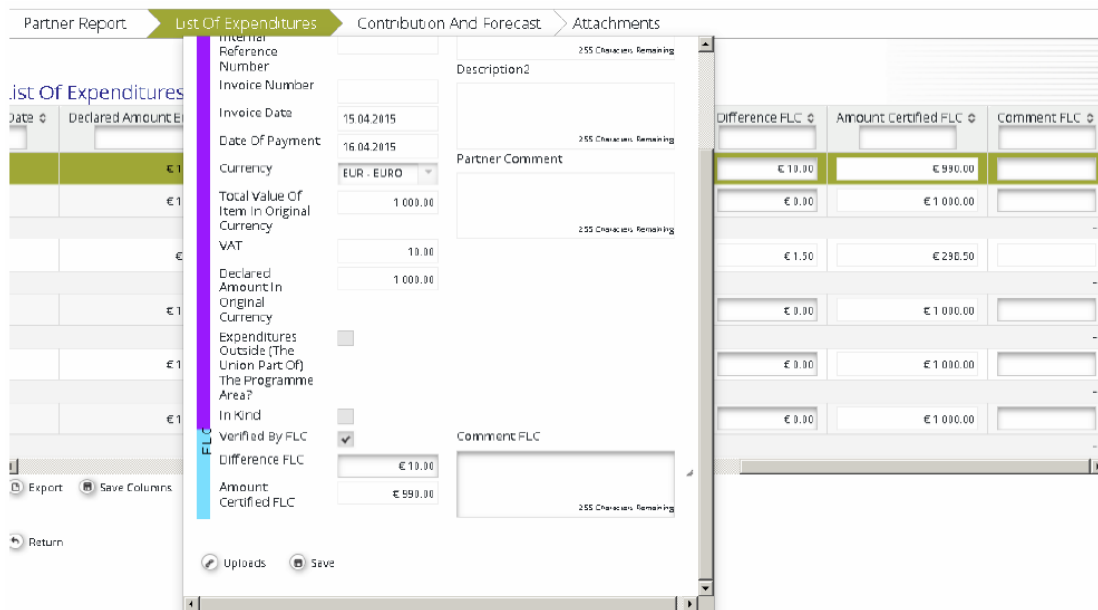 Partner Report
List Of Expenditures
Contribution And Forecast
Attachments
List Of Expenditures
Date
Declared Amount E
Difference FLC
Amount Certified FLC
Comment FLC
€ 1
€ 10.00
€ 990.00
€ 1
€ 0.00
€ 1 000.00
-
€
€ 1.50
€ 298.50
-
€ 1
€ 0.00
€ 1 000.00
-
€ 1
€ 0.00
€ 1 000.00
-
€ 1
€ 0.00
€ 1 000.00
-
Export
Save Columns
Return
Internal
Reference
Number
Invoice Number
Invoice Date
15.04.2015
Date Of Payment
16.04.2015
Currency
EUR - EURO
Total Value Of
Item In Original
Currency
1 000.00
VAT
10.00
Declared
Amount In
Original
Currency
1 000.00
Expenditures
Outside (The
Union Part Of)
The Programme
Area?
In Kind
255 Characters Remaining
Description2
255 Characters Remaining
Partner Comment
255 Characters Remaining
FLC
Verified By FLC
Difference FLC
€ 10.00
Amount
Certified FLC
€ 990.00
Comment FLC
255 Characters Remaining
Uploads
Save